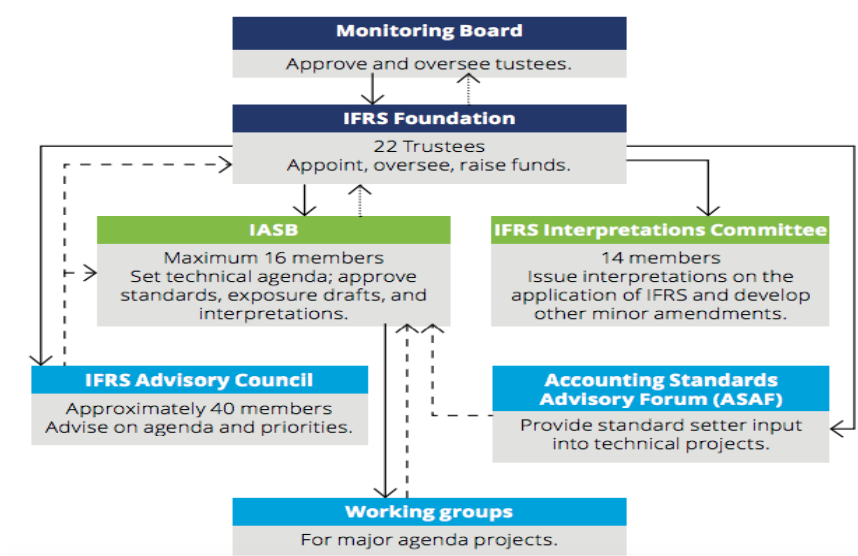 Monitoring Board
Approve and oversee tustees.
IFRS Foundation
22 Trustees
Appoint, oversee, raise funds.
IASB
Maximum 16 members
Set technical agenda; approve
standards, exposure drafts, and
interpretations.
IFRS Interpretations Committee
14 members
Issue interpretations on the
application of IFRS and develop
other minor amendments.
IFRS Advisory Council
Approximately 40 members
Advise on agenda and priorities.
Accounting Standards
Advisory Forum (ASAF)
Provide standard setter input
into technical projects.
Working groups
For major agenda projects.